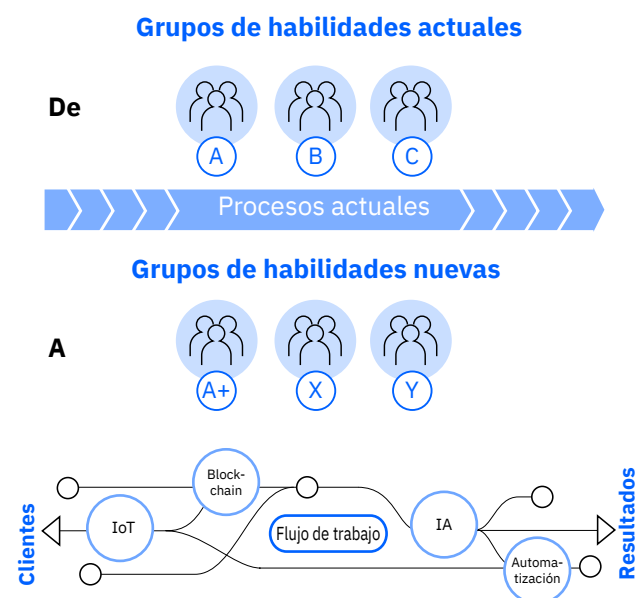 Grupos de habilidades actuales
De
A
B
C
Procesos actuales
Grupos de habilidades nuevas
A
A+
X
Y
Clientes
IoT
Block-
chain
Flujo de trabajo
IA
Automa-
tización
Resultados